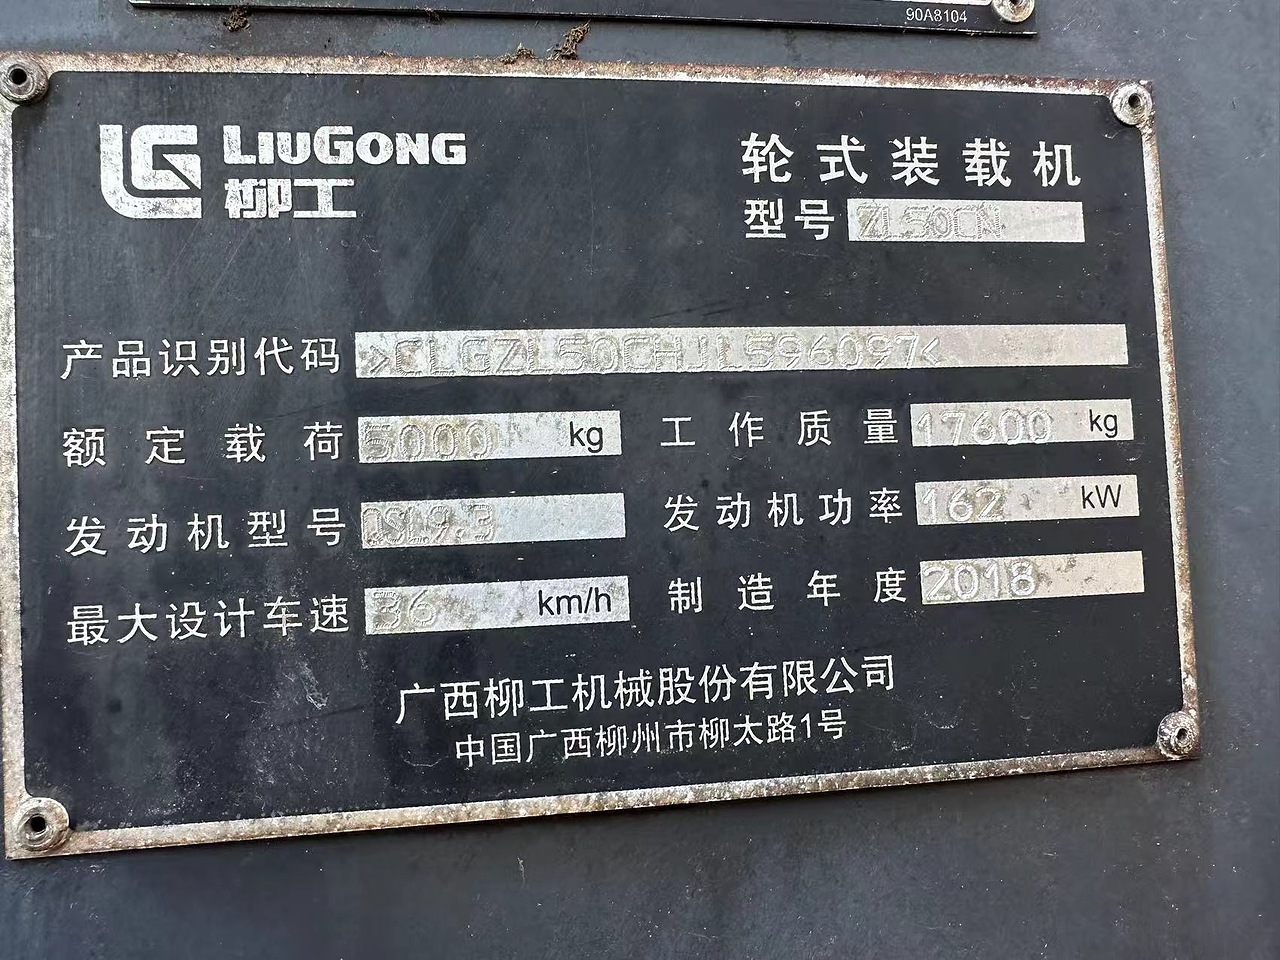 90A8104
LIUGONG
柳工
轮式装载机
型号 ZL50CN
产品识别代码 >CLGZL50CHJL596097<
额定载荷 5000 kg 工作质量 17600 kg
发动机型号 QSL9.3 发动机功率 162 kW
最大设计车速 36 km/h 制造年度 2018
广西柳工机械股份有限公司
中国广西柳州市柳太路1号